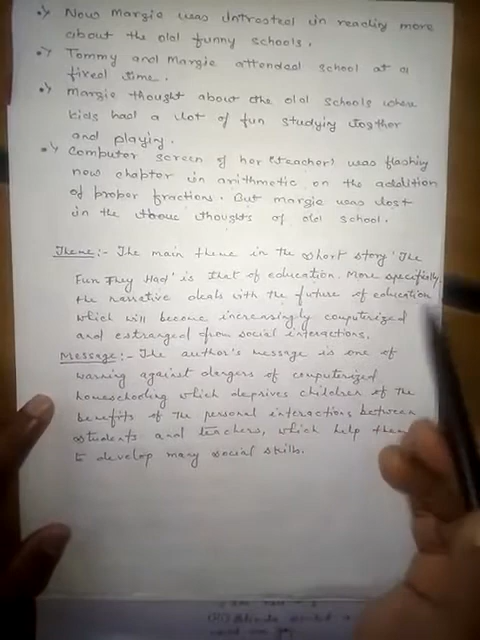 •) Now Margie was intrested in reading more
about the old funny schools.
•) Tommy and Margie attended school at a
fixed time.
•) Margie thought about the old schools when
kids had a lot of fun studying together
and playing.
•) Computer screen of her (teacher) was flashing
now chapter in arithmetic on the addition
of proper fractions. But Margie was lost
in the thoughts of old school.
Theme:- The main theme in the short story 'The
Fun They Had' is that of education. More specifically,
the narrative deals with the future of education
which will become increasingly computerized
and estranged from social interactions.
Message:- The author's message is one of
warning against dangers of computerized
homeschooling which deprives children of the
benefits of the personal interactions between
students and teachers, which help them
to develop many social skills.